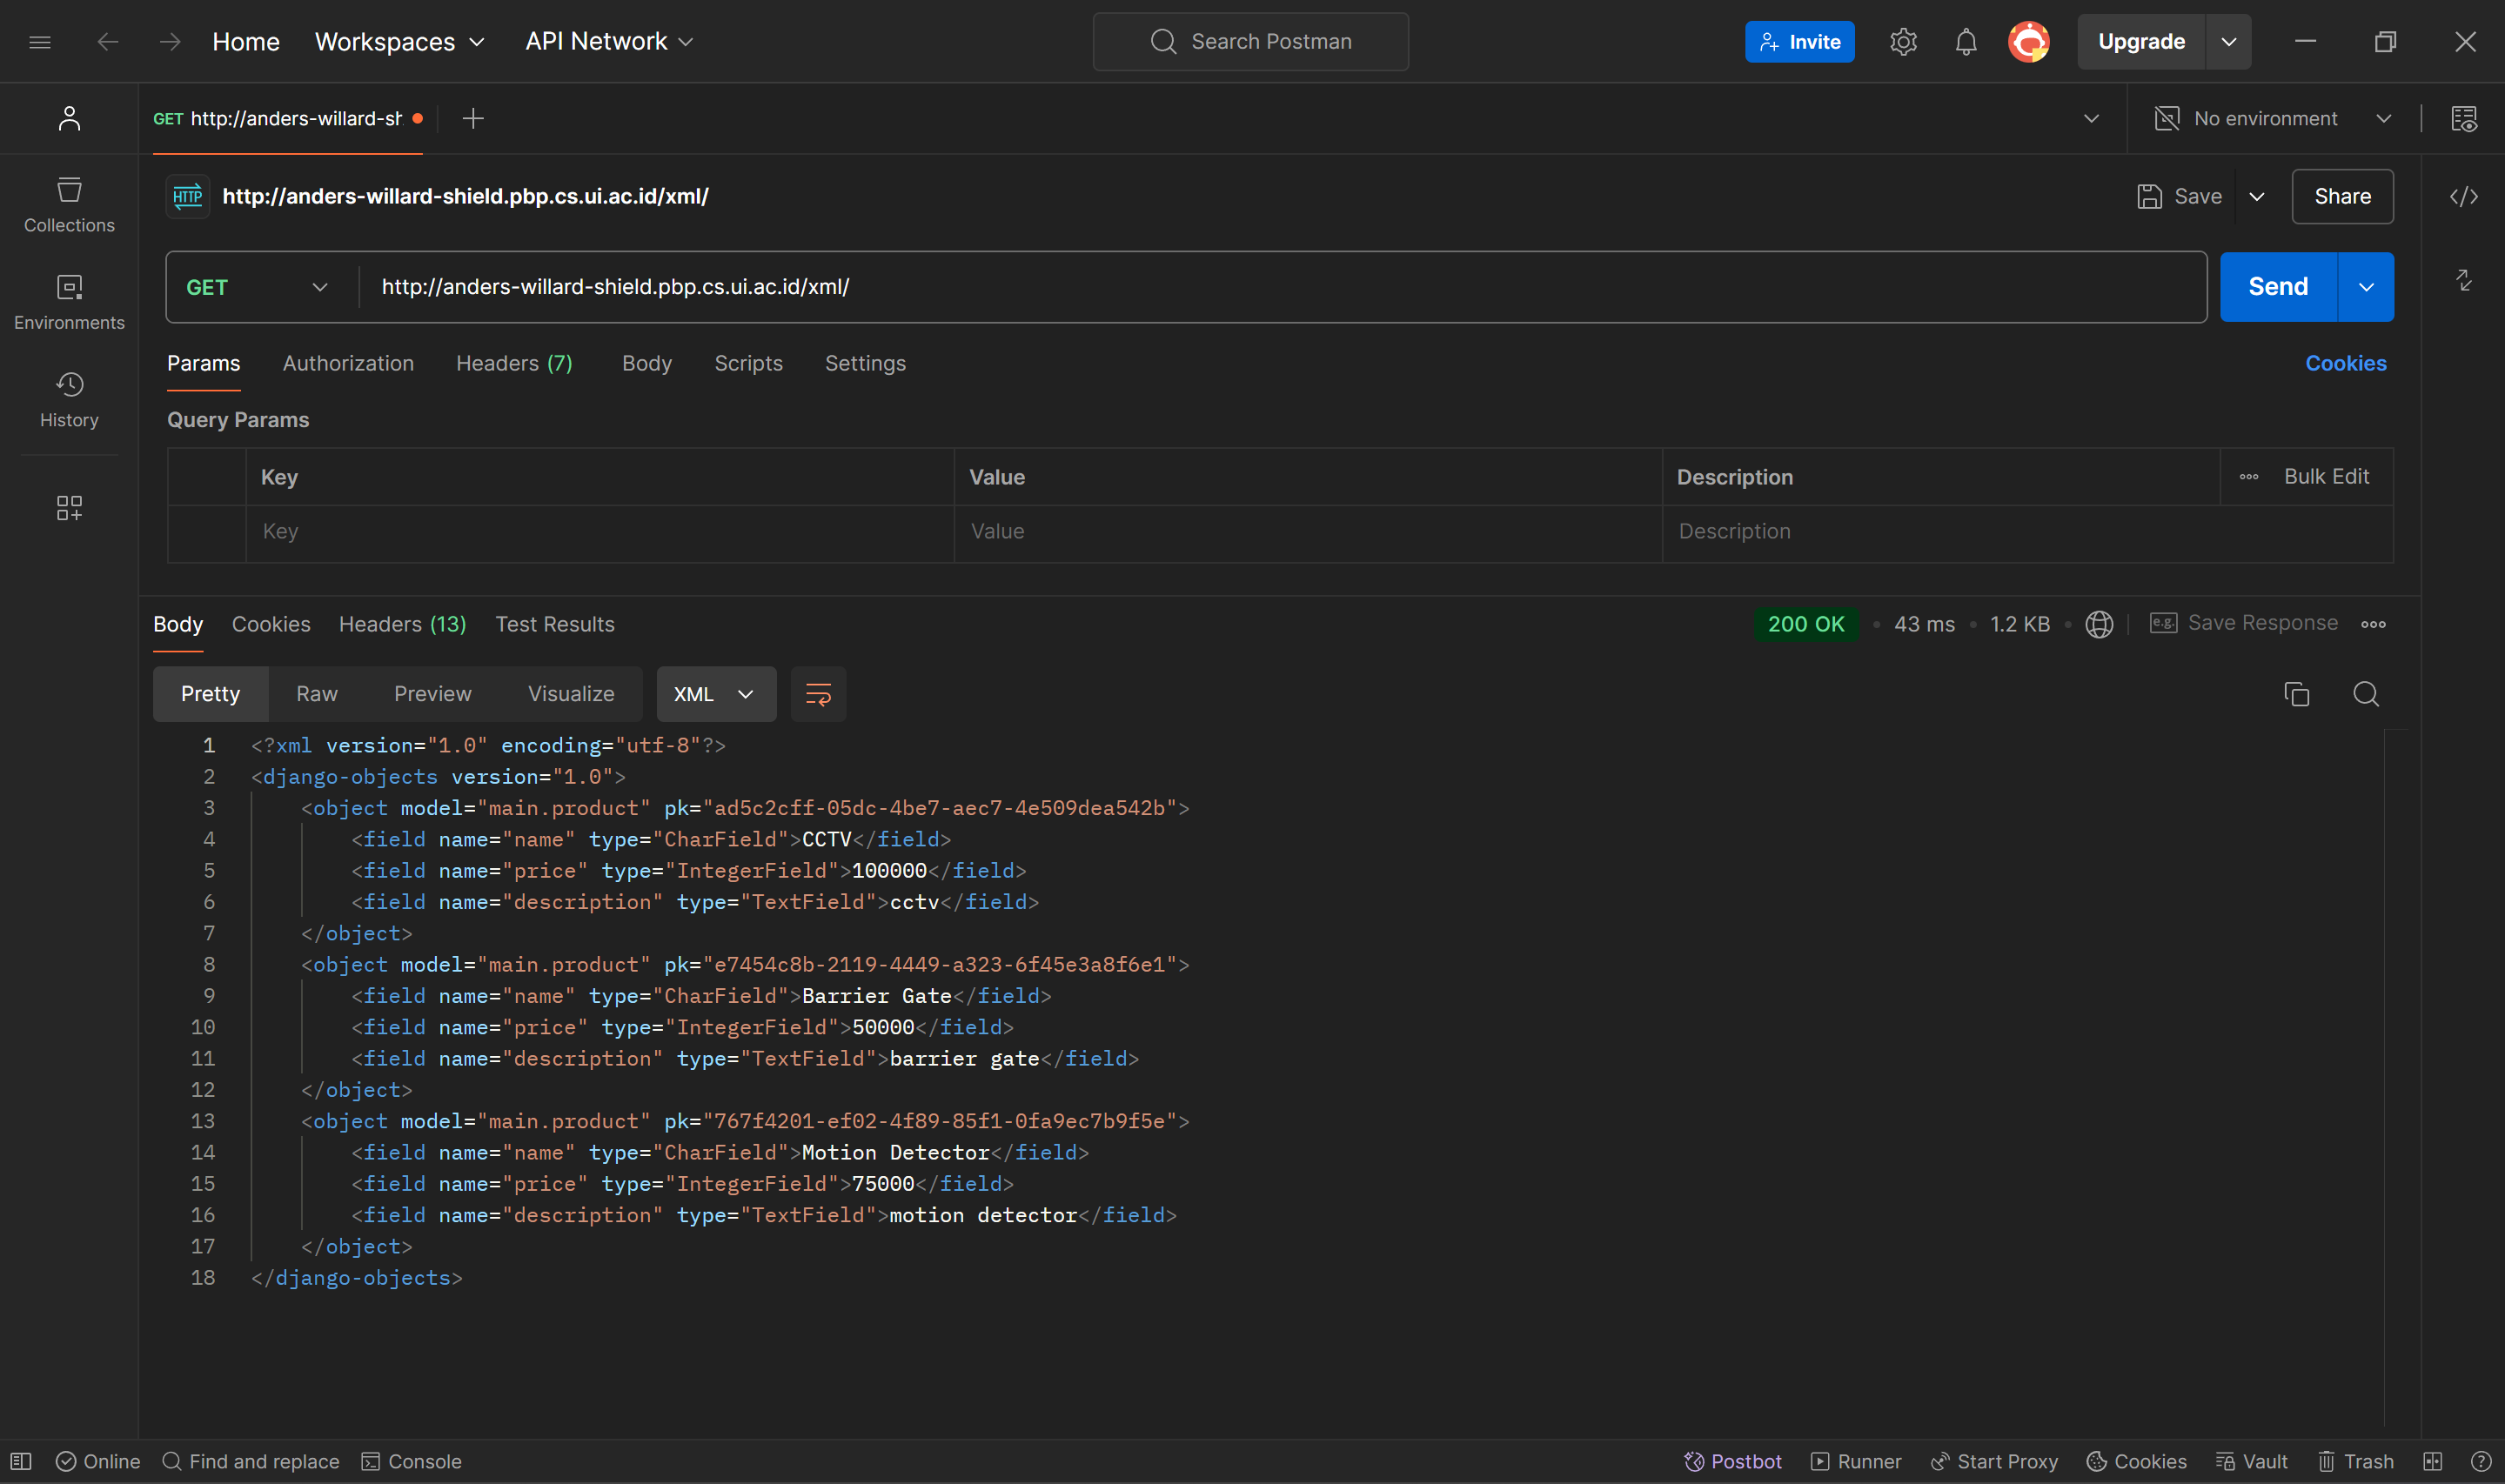 Home Workspaces API Network Search Postman Invite Upgrade
GET http://anders-willard-sh No environment
HTTP http://anders-willard-shield.pbp.cs.ui.ac.id/xml/ Save Share
Collections
GET http://anders-willard-shield.pbp.cs.ui.ac.id/xml/ Send
Environments
Params Authorization Headers (7) Body Scripts Settings Cookies
History
Query Params
Key Value Description Bulk Edit
Key Value Description
Body Cookies Headers (13) Test Results 200 OK • 43 ms • 1.2 KB • e.g. Save Response
Pretty Raw Preview Visualize XML
1 <?xml version="1.0" encoding="utf-8"?>
2 <django-objects version="1.0">
3 <object model="main.product" pk="ad5c2cff-05dc-4be7-aec7-4e509dea542b">
4 <field name="name" type="CharField">CCTV</field>
5 <field name="price" type="IntegerField">100000</field>
6 <field name="description" type="TextField">cctv</field>
7 </object>
8 <object model="main.product" pk="e7454c8b-2119-4449-a323-6f45e3a8f6e1">
9 <field name="name" type="CharField">Barrier Gate</field>
10 <field name="price" type="IntegerField">50000</field>
11 <field name="description" type="TextField">barrier gate</field>
12 </object>
13 <object model="main.product" pk="767f4201-ef02-4f89-85f1-0fa9ec7b9f5e">
14 <field name="name" type="CharField">Motion Detector</field>
15 <field name="price" type="IntegerField">75000</field>
16 <field name="description" type="TextField">motion detector</field>
17 </object>
18 </django-objects>
Online Find and replace Console Postbot Runner Start Proxy Cookies Vault Trash